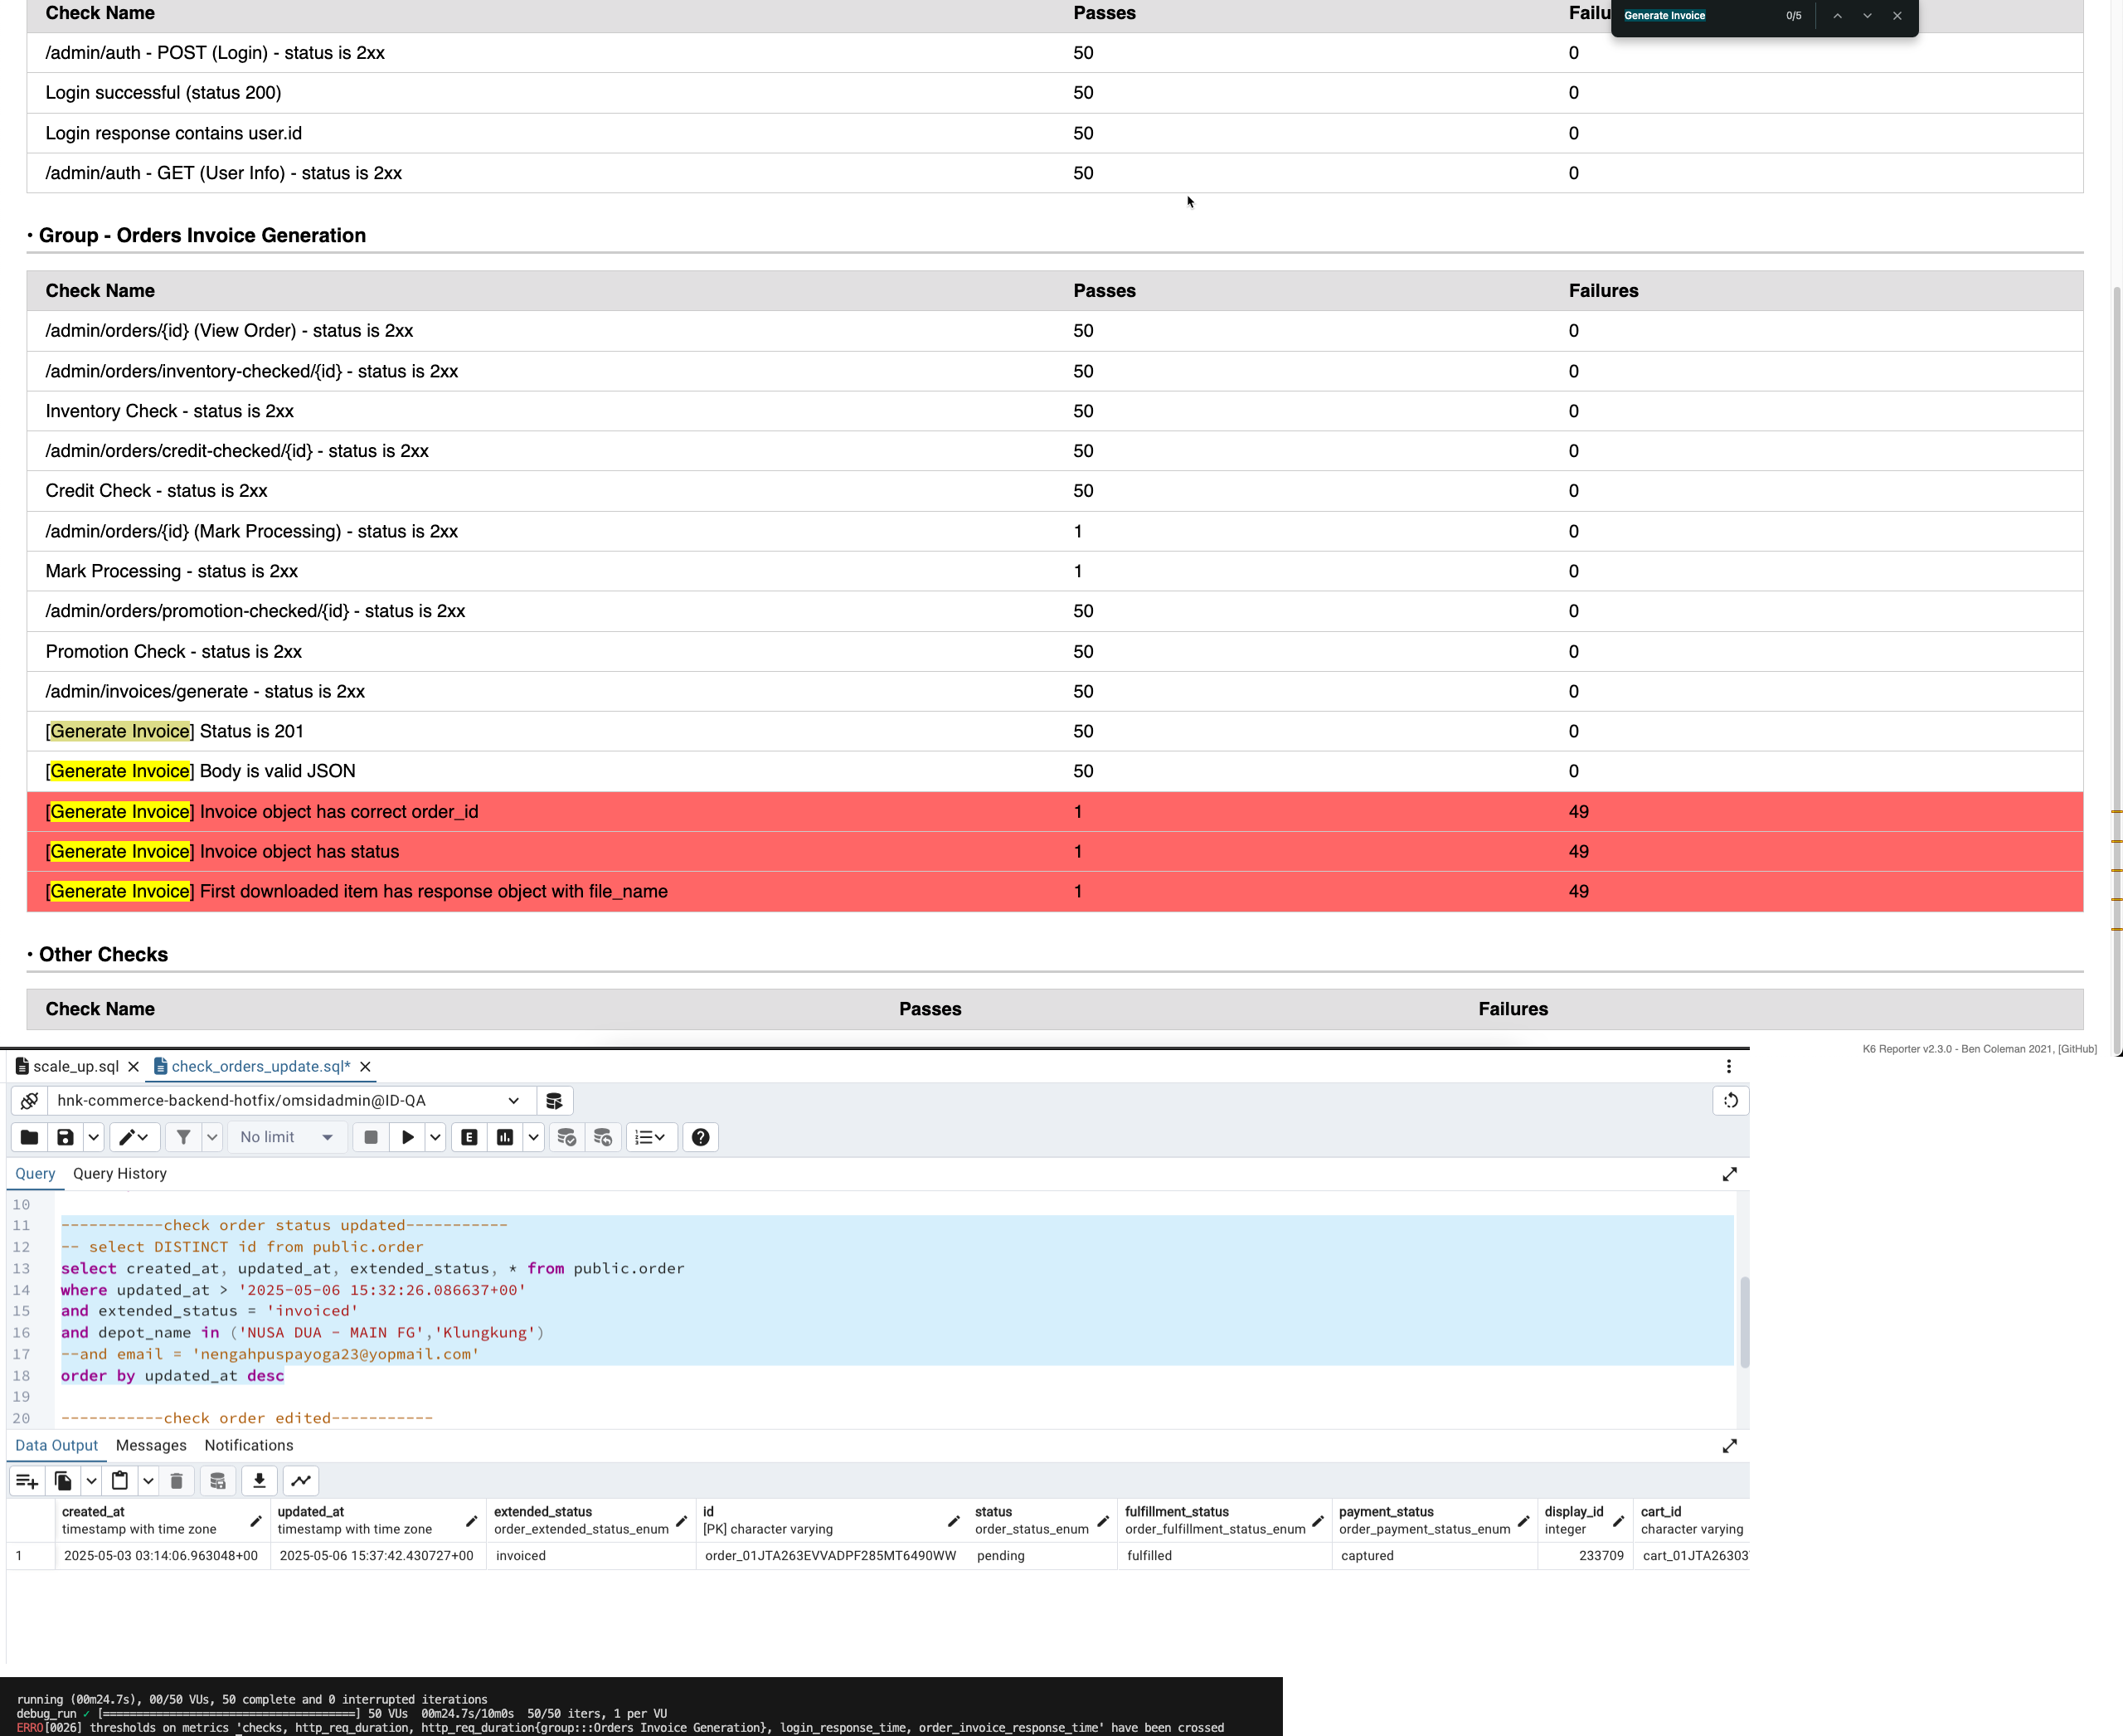 Check Name Passes Failu
Generate Invoice 0/5
/admin/auth - POST (Login) - status is 2xx 50 0
Login successful (status 200) 50 0
Login response contains user.id 50 0
/admin/auth - GET (User Info) - status is 2xx 50 0
• Group - Orders Invoice Generation
Check Name Passes Failures
/admin/orders/{id} (View Order) - status is 2xx 50 0
/admin/orders/inventory-checked/{id} - status is 2xx 50 0
Inventory Check - status is 2xx 50 0
/admin/orders/credit-checked/{id} - status is 2xx 50 0
Credit Check - status is 2xx 50 0
/admin/orders/{id} (Mark Processing) - status is 2xx 1 0
Mark Processing - status is 2xx 1 0
/admin/orders/promotion-checked/{id} - status is 2xx 50 0
Promotion Check - status is 2xx 50 0
/admin/invoices/generate - status is 2xx 50 0
[Generate Invoice] Status is 201 50 0
[Generate Invoice] Body is valid JSON 50 0
[Generate Invoice] Invoice object has correct order_id 1 49
[Generate Invoice] Invoice object has status 1 49
[Generate Invoice] First downloaded item has response object with file_name 1 49
• Other Checks
Check Name Passes Failures
K6 Reporter v2.3.0 - Ben Coleman 2021, [GitHub]
scale_up.sql check_orders_update.sql*
hnk-commerce-backend-hotfix/omsidadmin@ID-QA
No limit
Query Query History
10
11 -----------check order status updated-----------
12 -- select DISTINCT id from public.order
13 select created_at, updated_at, extended_status, * from public.order
14 where updated_at > '2025-05-06 15:32:26.086637+00'
15 and extended_status = 'invoiced'
16 and depot_name in ('NUSA DUA - MAIN FG','Klungkung')
17 --and email = 'nengahpuspayoga23@yopmail.com'
18 order by updated_at desc
19
20 -----------check order edited-----------
Data Output Messages Notifications
created_at updated_at extended_status id status fulfillment_status payment_status display_id cart_id
timestamp with time zone timestamp with time zone order_extended_status_enum [PK] character varying order_status_enum order_fulfillment_status_enum order_payment_status_enum integer character varying
1 2025-05-03 03:14:06.963048+00 2025-05-06 15:37:42.430727+00 invoiced order_01JTA263EVVADPF285MT6490WW pending fulfilled captured 233709 cart_01JTA26303
running (00m24.7s), 00/50 VUs, 50 complete and 0 interrupted iterations
debug_run ✓ [======================================] 50 VUs 00m24.7s/10m0s 50/50 iters, 1 per VU
ERRO[0026] thresholds on metrics 'checks, http_req_duration, http_req_duration{group:::Orders Invoice Generation}, login_response_time, order_invoice_response_time' have been crossed